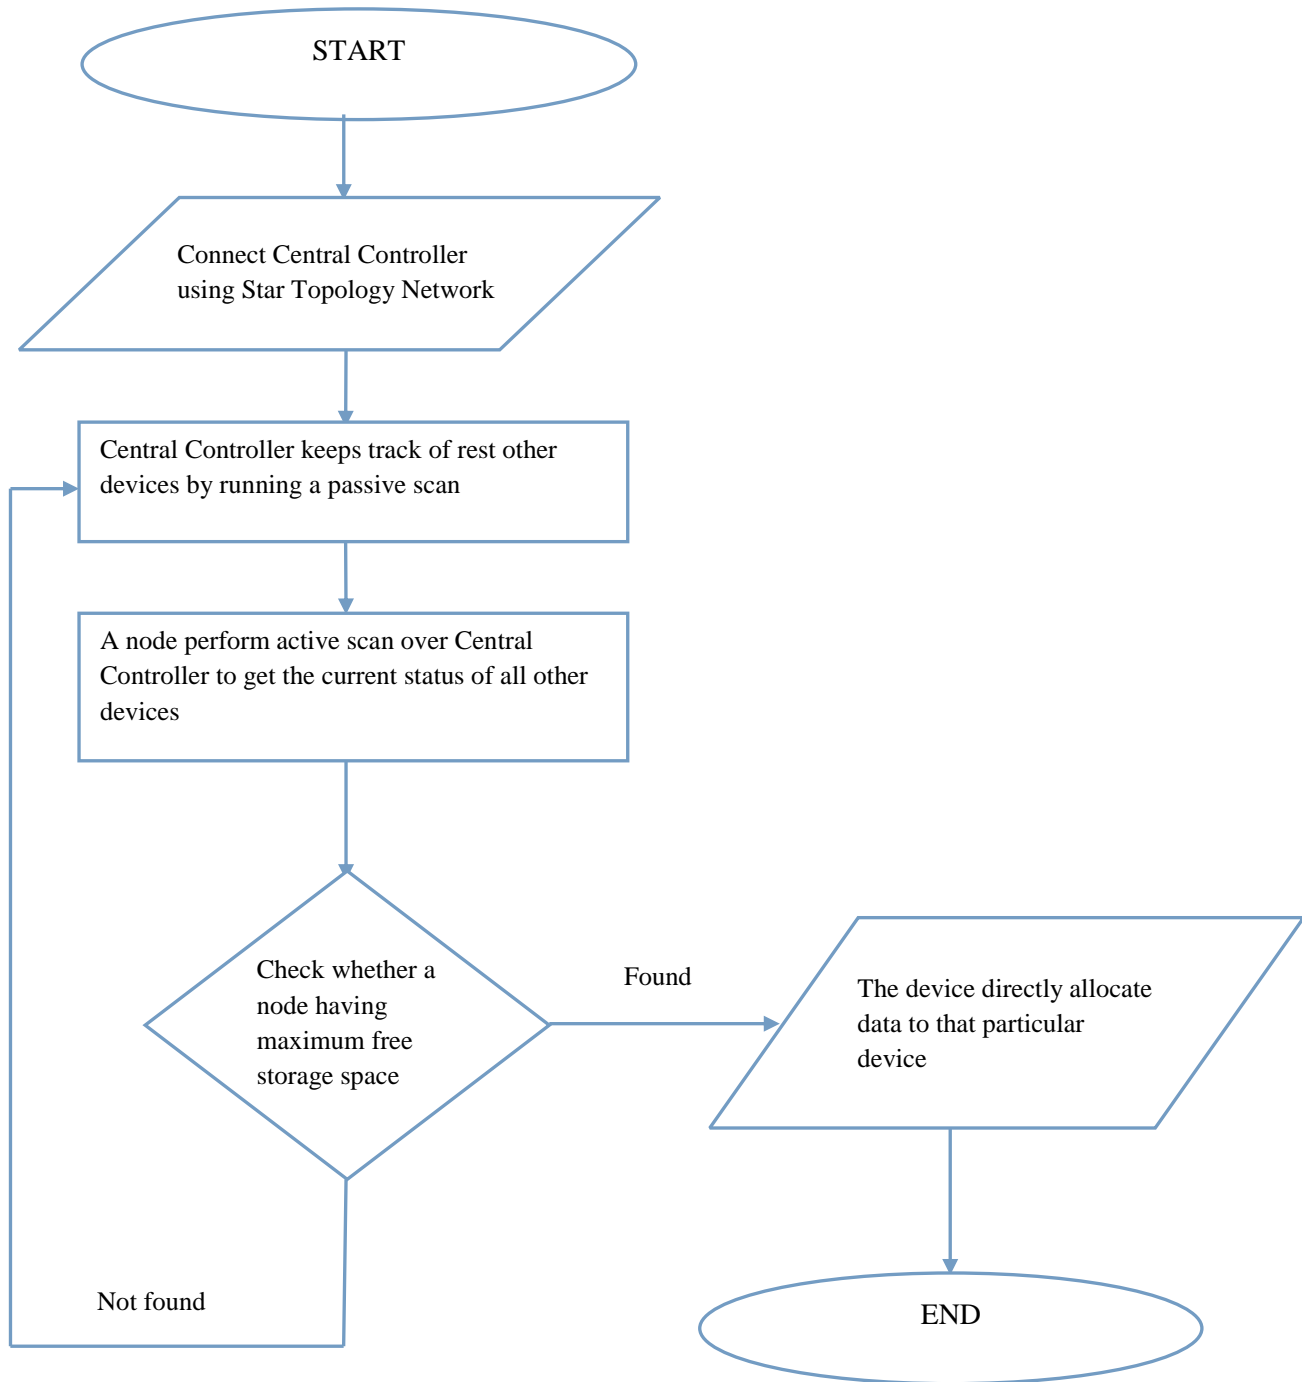 START
Connect Central Controller
using Star Topology Network
Central Controller keeps track of rest other
devices by running a passive scan
A node perform active scan over Central
Controller to get the current status of all other
devices
Check whether a
node having
maximum free
storage space
Found
The device directly allocate
data to that particular
device
Not found
END